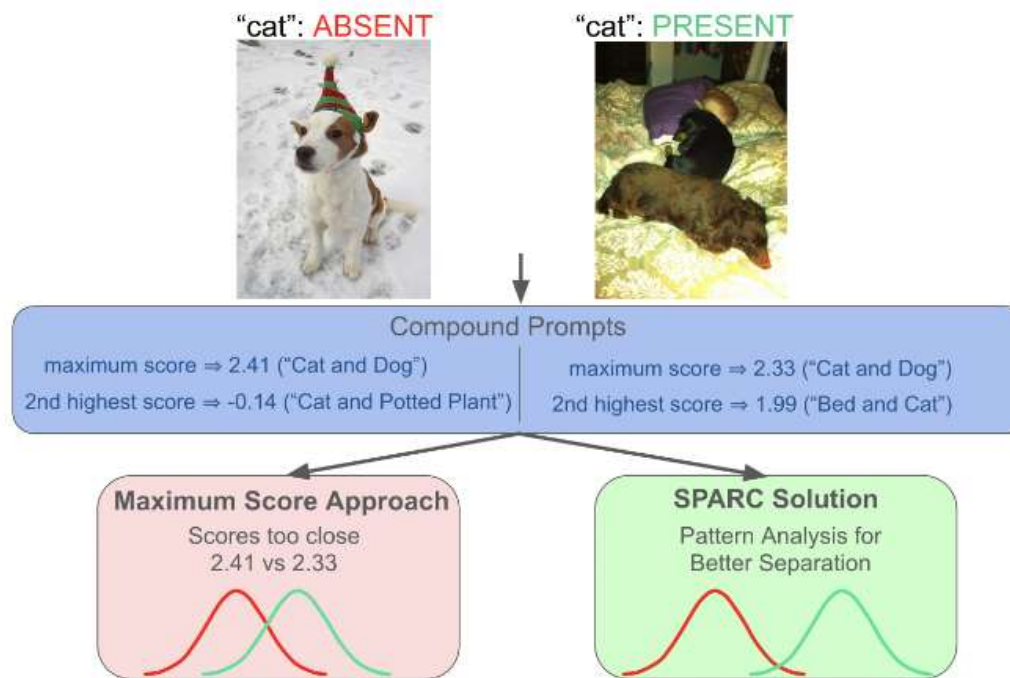 “cat”: ABSENT
“cat”: PRESENT
Compound Prompts
maximum score ⇒ 2.41 (“Cat and Dog”)
2nd highest score ⇒ -0.14 (“Cat and Potted Plant”)
maximum score ⇒ 2.33 (“Cat and Dog”)
2nd highest score ⇒ 1.99 (“Bed and Cat”)
Maximum Score Approach
Scores too close
2.41 vs 2.33
SPARC Solution
Pattern Analysis for
Better Separation